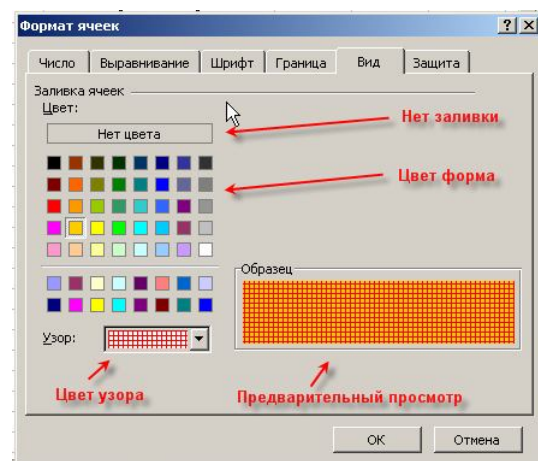 Формат ячеек
Число Выравнивание Шрифт Граница Вид Защита
Заливка ячеек
Цвет:
Нет цвета
Нет заливки
Цвет форма
Образец
Узор:
Цвет узора
Предварительный просмотр
ОК Отмена